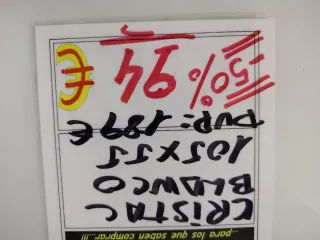 ...para los que saben comprar...!!!
CRISTAL
BLANCO
105X55
PVP: 189€
-50% 94 €